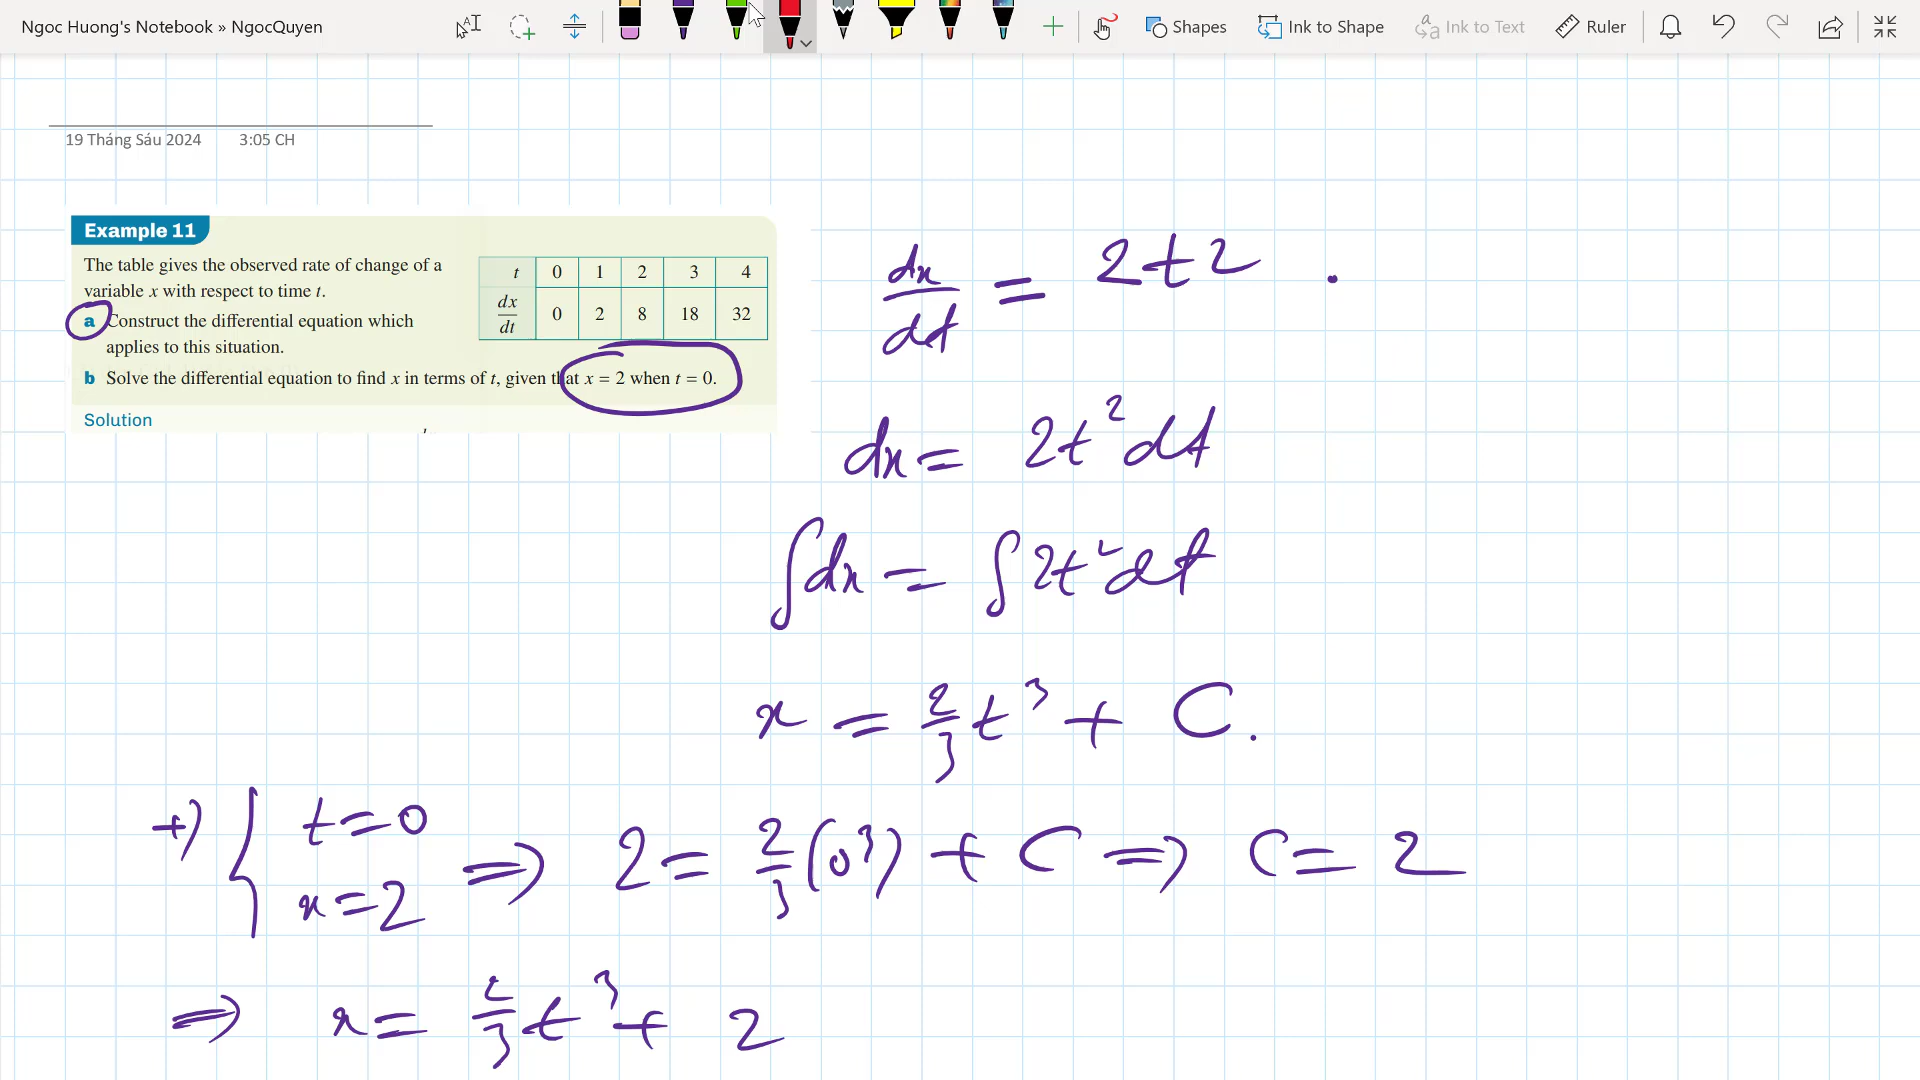 Ngoc Huong's Notebook » NgocQuyen
Shapes
Ink to Shape
Ink to Text
Ruler
19 Tháng Sáu 2024 3:05 CH
Example 11
The table gives the observed rate of change of a
variable x with respect to time t.
a Construct the differential equation which
applies to this situation.
t 0 1 2 3 4
dx/dt 0 2 8 18 32
b Solve the differential equation to find x in terms of t, given that x = 2 when t = 0.
Solution
dx/dt = 2t2 .
dx = 2t² dt
∫dx = ∫2t² dt
x = 2/3 t³ + C.
+) { t=0
x=2 ⇒ 2 = 2/3 (0³) + C ⇒ C = 2
⇒ x = 2/3 t³ + 2